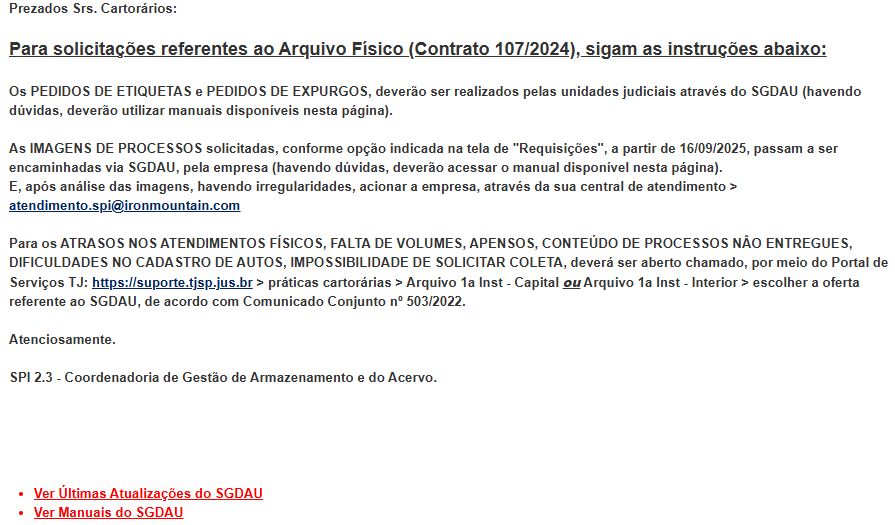 Prezados Srs. Cartorários:
Para solicitações referentes ao Arquivo Físico (Contrato 107/2024), sigam as instruções abaixo:
Os PEDIDOS DE ETIQUETAS e PEDIDOS DE EXPURGOS, deverão ser realizados pelas unidades judiciais através do SGDAU (havendo
dúvidas, deverão utilizar manuais disponíveis nesta página).
As IMAGENS DE PROCESSOS solicitadas, conforme opção indicada na tela de "Requisições", a partir de 16/09/2025, passam a ser
encaminhadas via SGDAU, pela empresa (havendo dúvidas, deverão acessar o manual disponível nesta página).
E, após análise das imagens, havendo irregularidades, acionar a empresa, através da sua central de atendimento >
atendimento.spi@ironmountain.com
Para os ATRASOS NOS ATENDIMENTOS FÍSICOS, FALTA DE VOLUMES, APENSOS, CONTEÚDO DE PROCESSOS NÂO ENTREGUES,
DIFICULDADES NO CADASTRO DE AUTOS, IMPOSSIBILIDADE DE SOLICITAR COLETA, deverá ser aberto chamado, por meio do Portal de
Serviços TJ: https://suporte.tjsp.jus.br > práticas cartorárias > Arquivo 1a Inst - Capital ou Arquivo 1a Inst - Interior > escolher a oferta
referente ao SGDAU, de acordo com Comunicado Conjunto nº 503/2022.
Atenciosamente.
SPI 2.3 - Coordenadoria de Gestão de Armazenamento e do Acervo.
• Ver Últimas Atualizações do SGDAU
• Ver Manuais do SGDAU